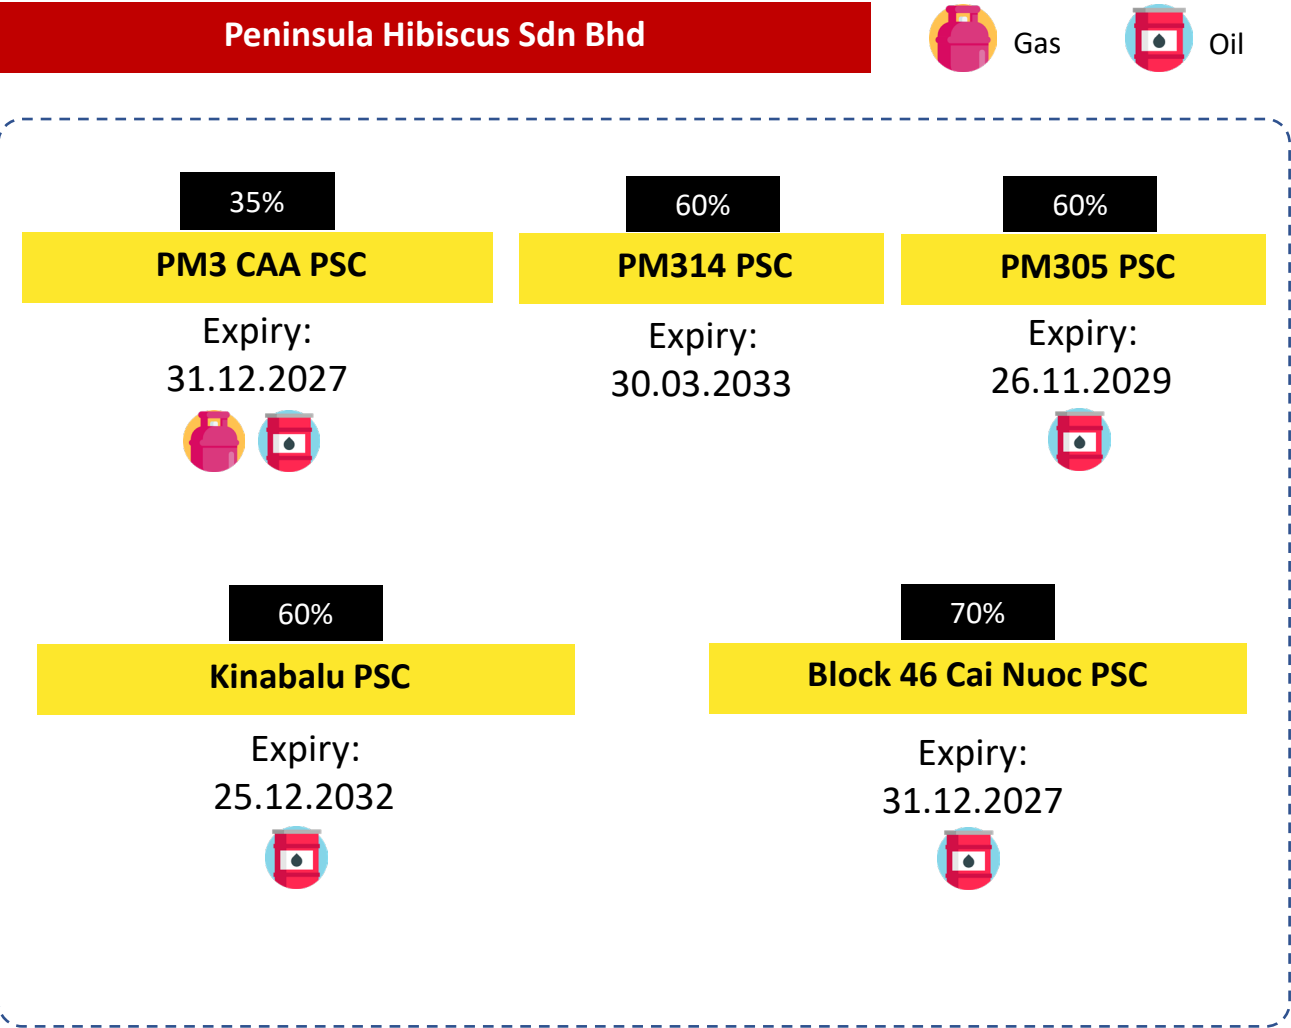 Peninsula Hibiscus Sdn Bhd
Gas
Oil
35%
PM3 CAA PSC
Expiry:
31.12.2027
60%
PM314 PSC
Expiry:
30.03.2033
60%
PM305 PSC
Expiry:
26.11.2029
60%
Kinabalu PSC
Expiry:
25.12.2032
70%
Block 46 Cai Nuoc PSC
Expiry:
31.12.2027